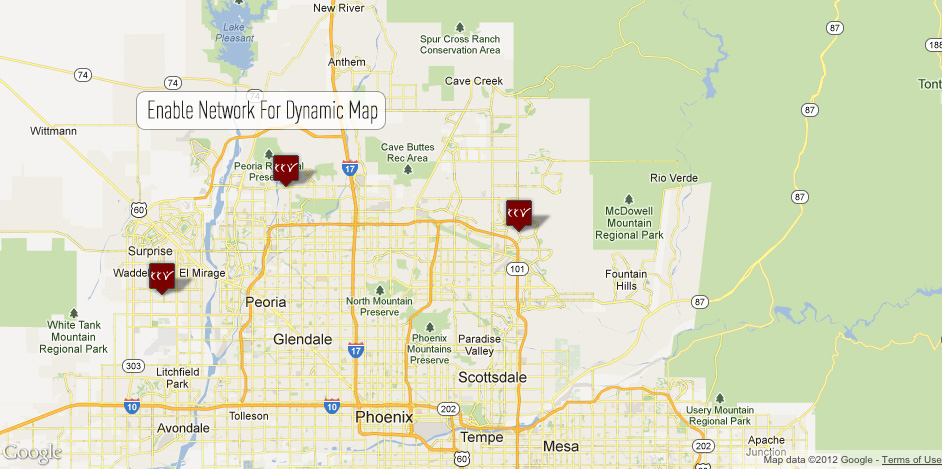 New River
Lake
Pleasant
Spur Cross Ranch
Conservation Area
87
188
74
Anthem
Cave Creek
74
Tont
Enable Network For Dynamic Map
87
Wittmann
Cave Buttes
Rec Area
Peoria
17
Rio Verde
87
60
McDowell
Mountain
Regional Park
Surprise
El Mirage
101
Fountain
Hills
Peoria
North Mountain
Preserve
87
White Tank
Mountain
Regional Park
Glendale
Phoenix
Mountains
Preserve
Paradise
Valley
17
303
Litchfield
Park
Scottsdale
10
10
202
Tolleson
Phoenix
Usery Mountain
Regional Park
Avondale
Tempe
Mesa
202
Apache
Junction
60
Google
Map data ©2012 Google - Terms of Use